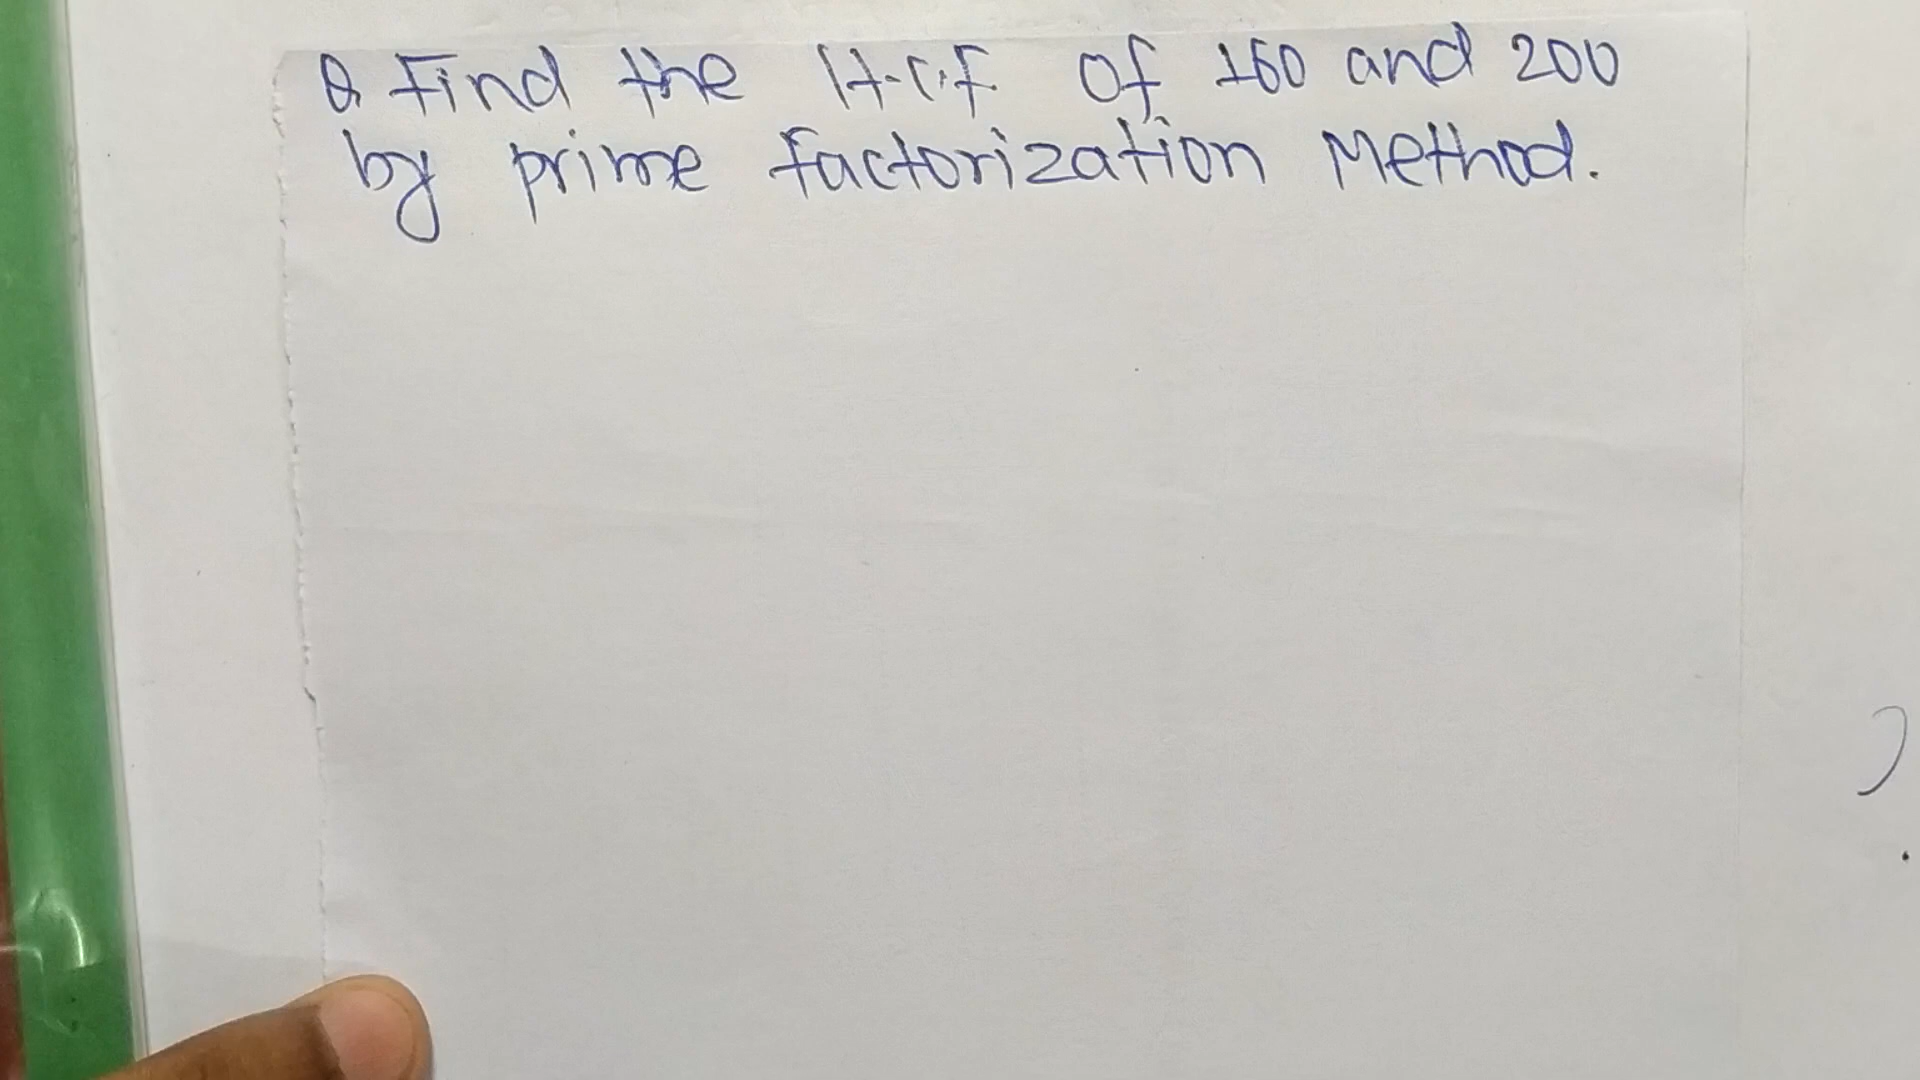 Q Find the H.C.F. Of 160 and 200
by prime factorization Method.